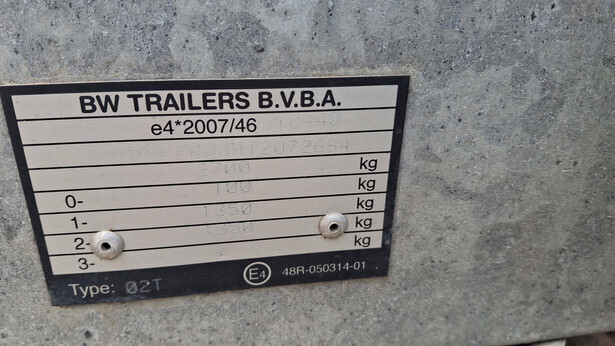 BW TRAILERS B.V.B.A.
e4*2007/46
2072684
2700 kg
0- 100 kg
1- 1350 kg
2- 1350 kg
3- kg
Type: 02T E4 48R-050314-01